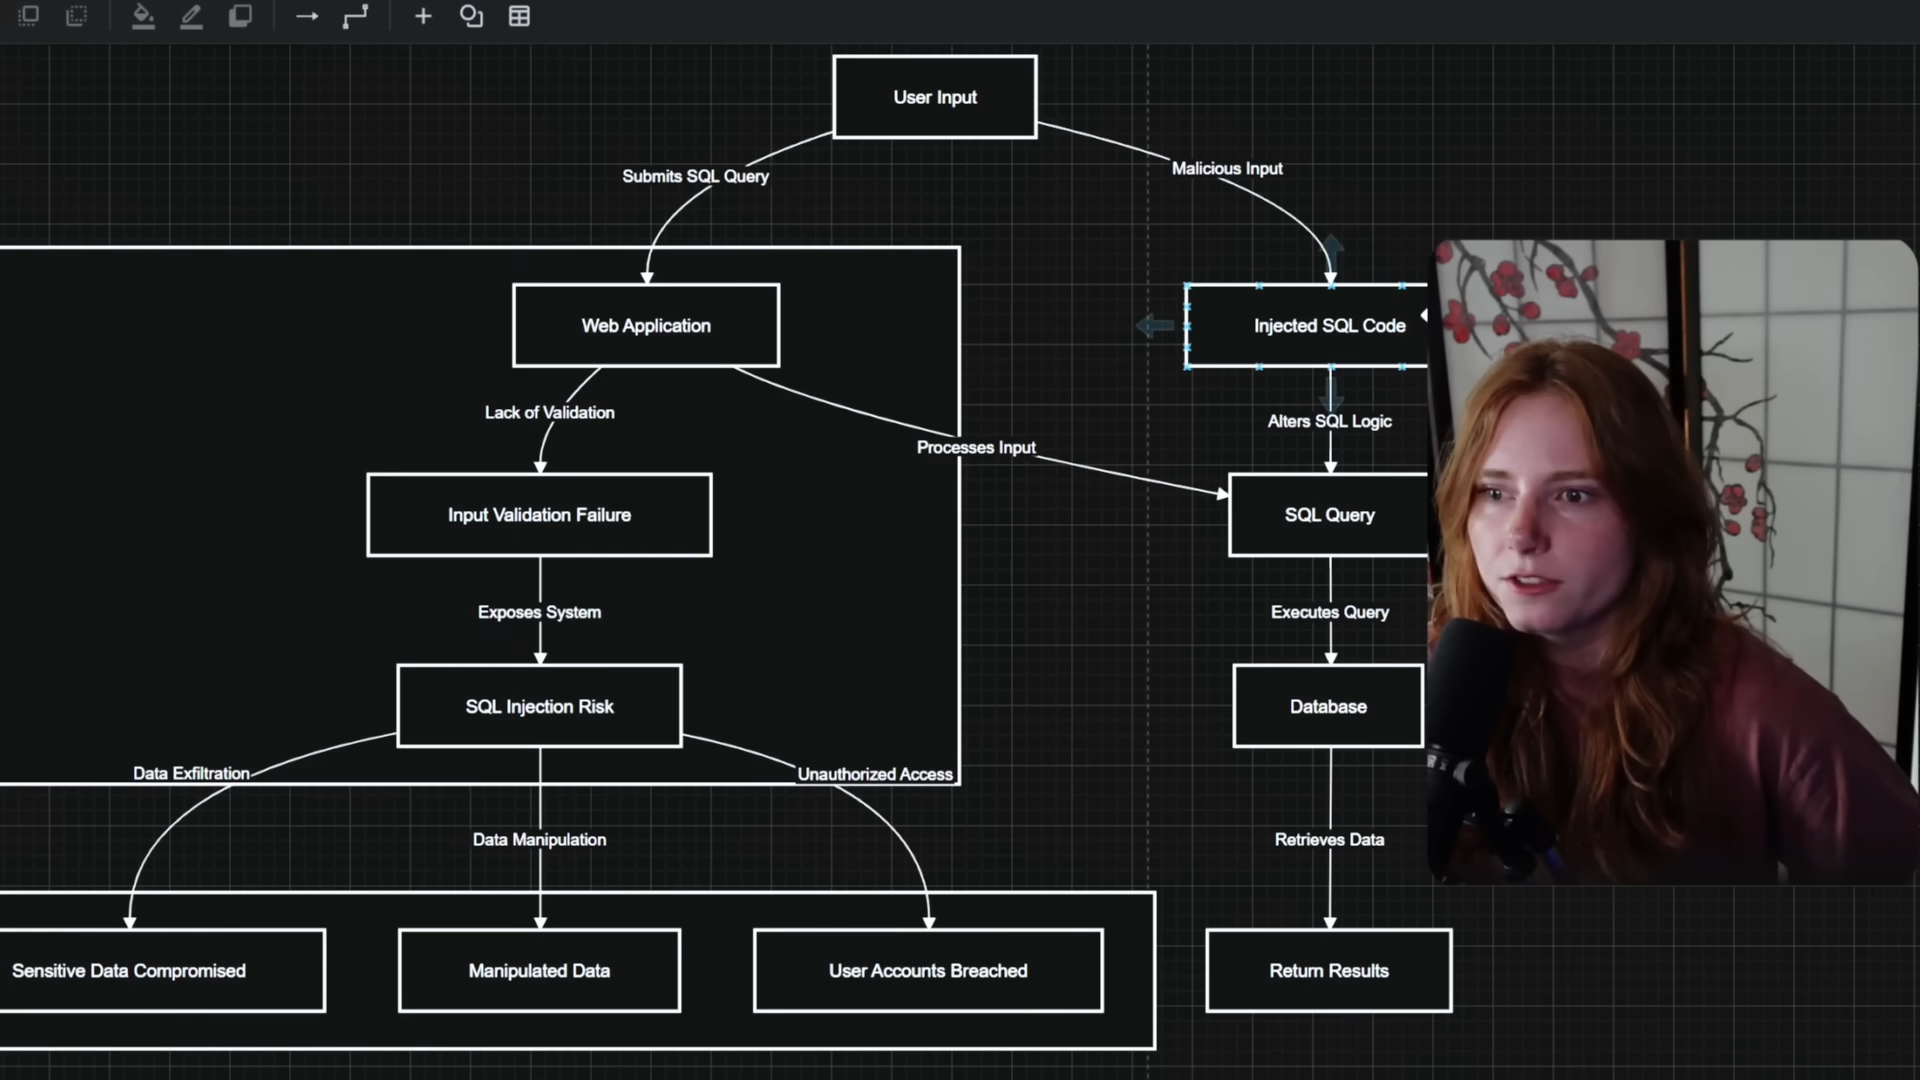 User Input
Submits SQL Query
Malicious Input
Web Application
Injected SQL Code
Lack of Validation
Alters SQL Logic
Processes Input
Input Validation Failure
SQL Query
Exposes System
Executes Query
SQL Injection Risk
Database
Data Exfiltration
Unauthorized Access
Data Manipulation
Retrieves Data
Sensitive Data Compromised
Manipulated Data
User Accounts Breached
Return Results